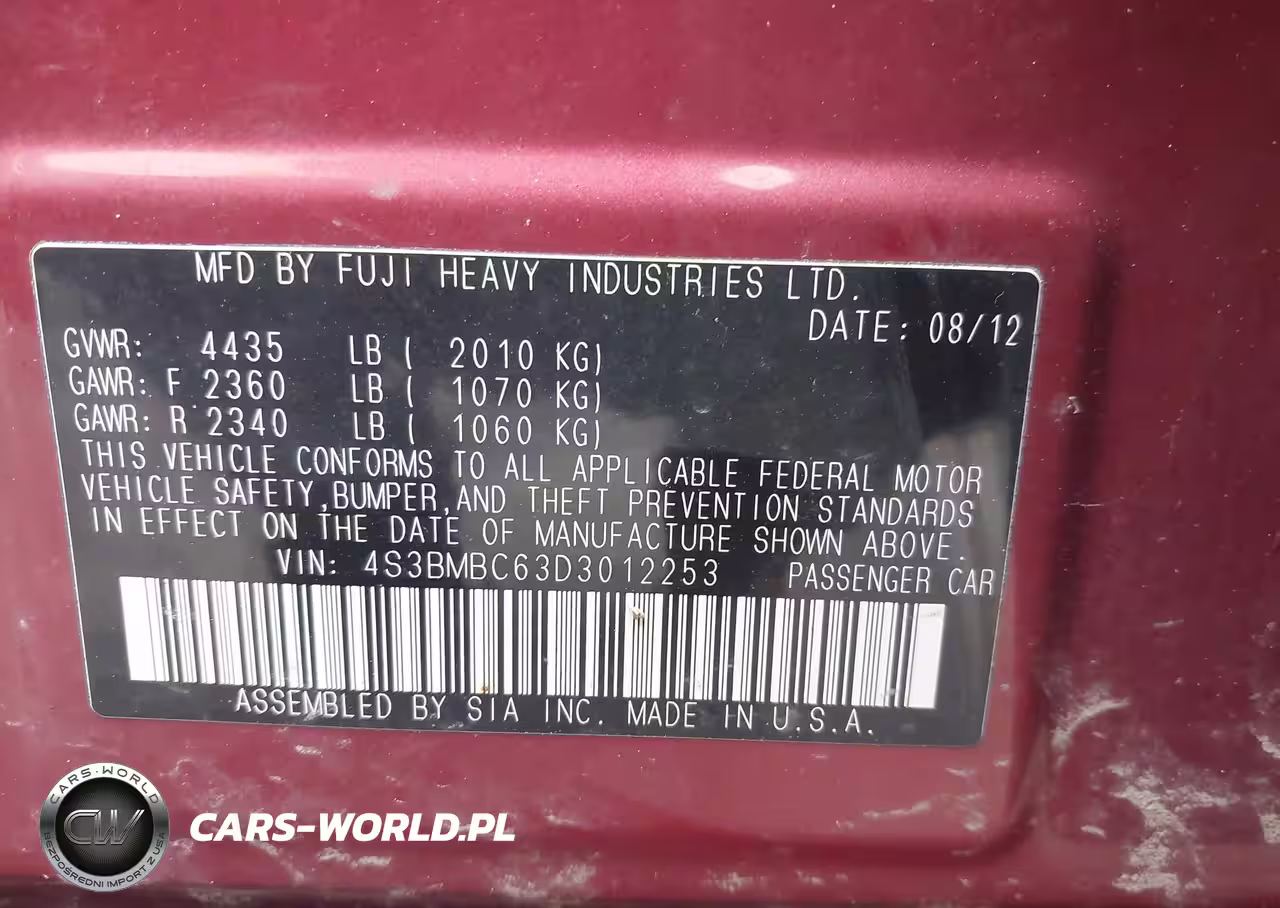 MFD BY FUJI HEAVY INDUSTRIES LTD.
DATE: 08/12
GVWR: 4435 LB ( 2010 KG)
GAWR: F 2360 LB ( 1070 KG)
GAWR: R 2340 LB ( 1060 KG)
THIS VEHICLE CONFORMS TO ALL APPLICABLE FEDERAL MOTOR
VEHICLE SAFETY,BUMPER,AND THEFT PREVENTION STANDARDS
IN EFFECT ON THE DATE OF MANUFACTURE SHOWN ABOVE.
VIN: 4S3BMBC63D3012253 PASSENGER CAR
ASSEMBLED BY SIA INC. MADE IN U.S.A.
CARS-WORLD
CW
BEZPOŚREDNI IMPORT Z USA
CARS-WORLD.PL